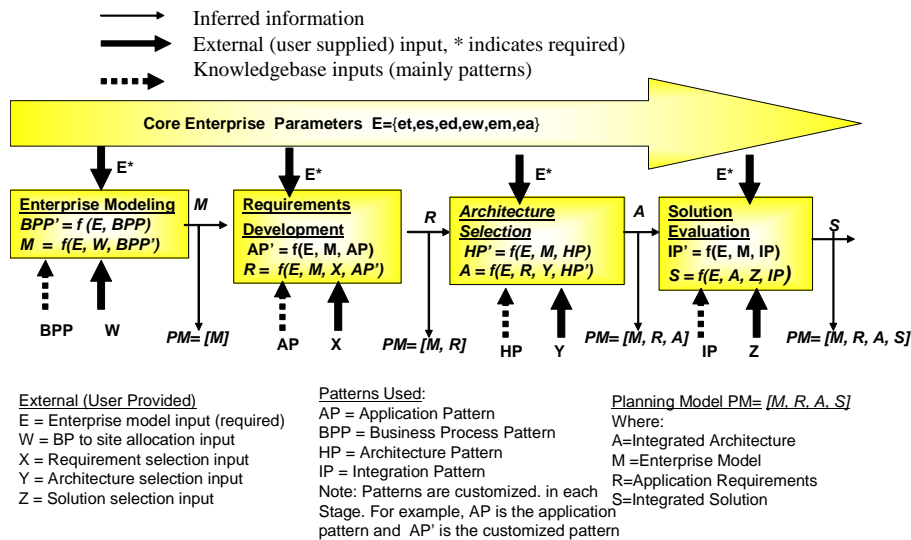 Inferred information
External (user supplied) input, * indicates required)
Knowledgebase inputs (mainly patterns)
Core Enterprise Parameters E={et,es,ed,ew,em,ea}
E*
E*
E*
E*
Enterprise Modeling
BPP' = f (E, BPP)
M = f(E, W, BPP')
M
Requirements
Development
AP' = f(E, M, AP)
R = f(E, M, X, AP')
R
Architecture
Selection
HP' = f(E, M, HP)
A = f(E, R, Y, HP')
A
Solution
Evaluation
IP' = f(E, M, IP)
S = f(E, A, Z, IP)
S
BPP
W
PM= [M]
AP
X
PM= [M, R]
HP
Y
PM= [M, R, A]
IP
Z
PM= [M, R, A, S]
External (User Provided)
E = Enterprise model input (required)
W = BP to site allocation input
X = Requirement selection input
Y = Architecture selection input
Z = Solution selection input
Patterns Used:
AP = Application Pattern
BPP = Business Process Pattern
HP = Architecture Pattern
IP = Integration Pattern
Note: Patterns are customized. in each
Stage. For example, AP is the application
pattern and AP' is the customized pattern
Planning Model PM= [M, R, A, S]
Where:
A=Integrated Architecture
M =Enterprise Model
R=Application Requirements
S=Integrated Solution